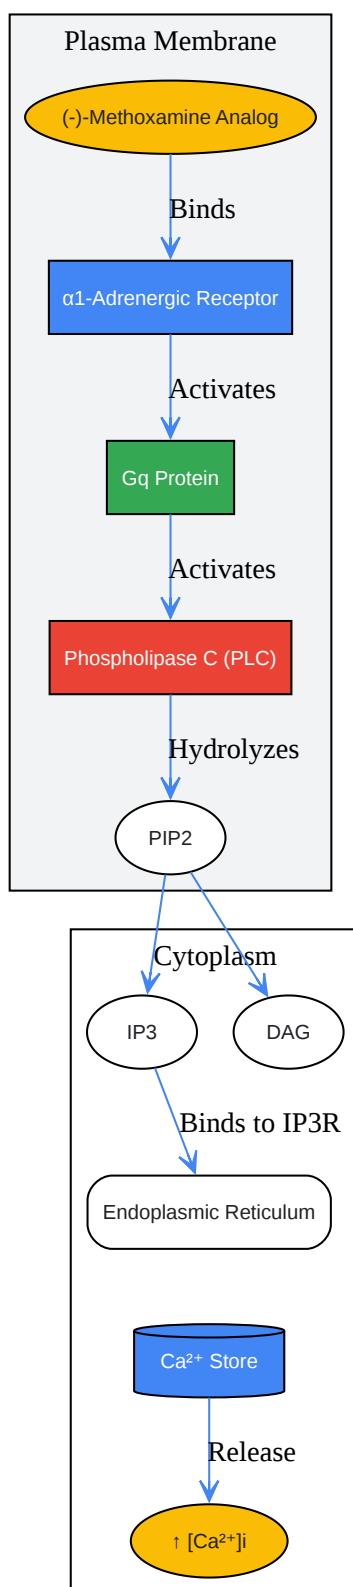 Plasma Membrane
(-)-Methoxamine Analog
Binds
α1-Adrenergic Receptor
Activates
Gq Protein
Activates
Phospholipase C (PLC)
Hydrolyzes
PIP2
Cytoplasm
IP3
DAG
Binds to IP3R
Endoplasmic Reticulum
Ca²⁺ Store
Release
↑ [Ca²⁺]i